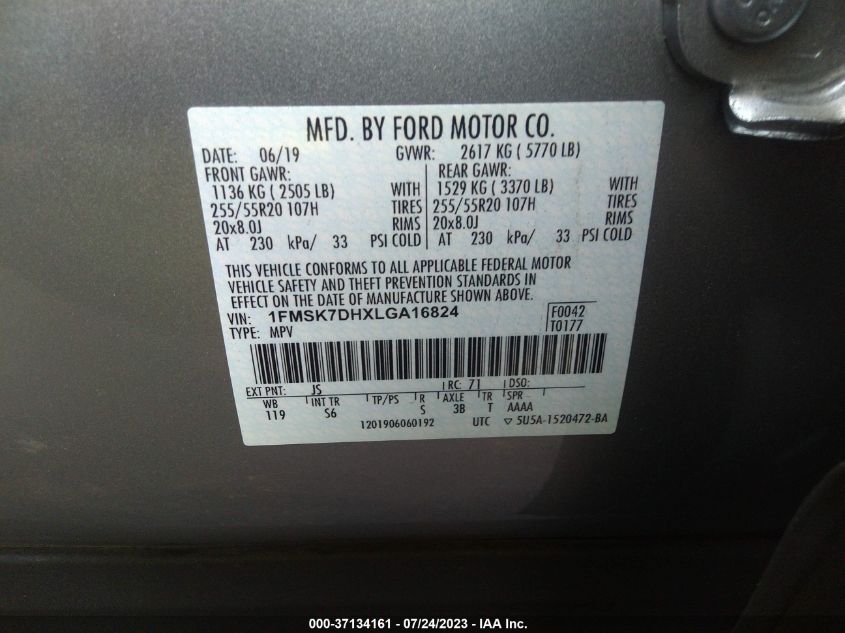 MFD. BY FORD MOTOR CO.
DATE: 06/19 GVWR: 2617 KG ( 5770 LB)
FRONT GAWR: REAR GAWR:
1136 KG ( 2505 LB) WITH 1529 KG ( 3370 LB) WITH
255/55R20 107H TIRES 255/55R20 107H TIRES
20x8.0J RIMS 20x8.0J RIMS
AT 230 kPa/ 33 PSI COLD AT 230 kPa/ 33 PSI COLD
THIS VEHICLE CONFORMS TO ALL APPLICABLE FEDERAL MOTOR
VEHICLE SAFETY AND THEFT PREVENTION STANDARDS IN
EFFECT ON THE DATE OF MANUFACTURE SHOWN ABOVE.
VIN: 1FMSK7DHXLGA16824 F0042
TYPE: MPV T0177
EXT PNT: JS RC: 71 DSO:
WB INT TR TP/PS R AXLE TR SPR
119 S6 S 3B T AAAA
1201906060192 UTC ▽ 5U5A-1520472-BA
000-37134161 - 07/24/2023 - IAA Inc.